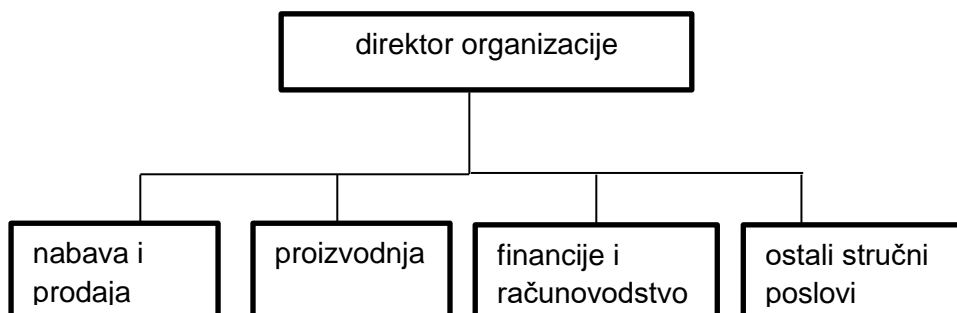 direktor organizacije
nabava i
prodaja
proizvodnja
financije i
računovodstvo
ostali stručni
poslovi